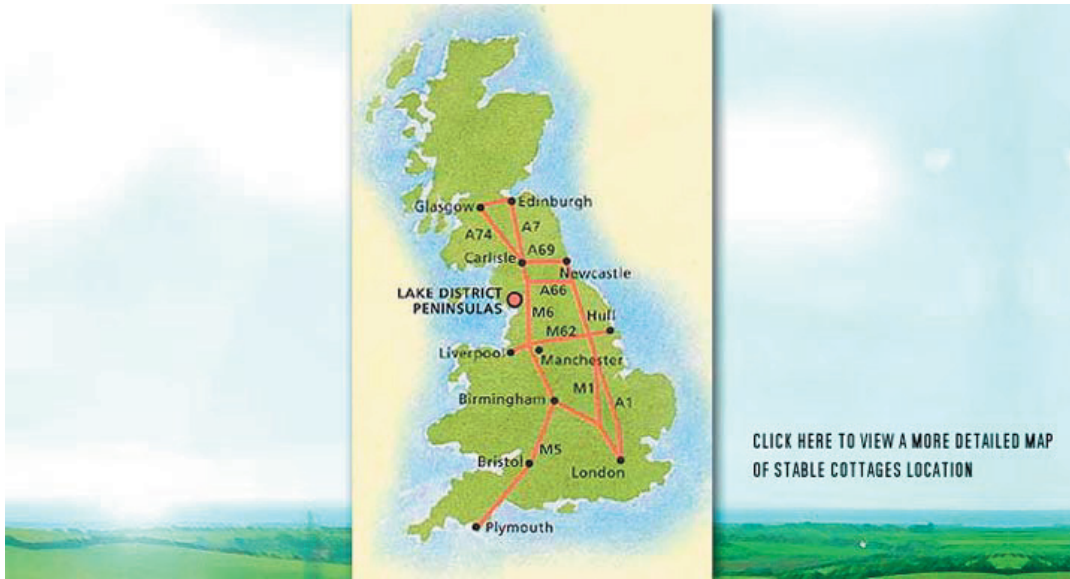 Glasgow
Edinburgh
A74
A7
A69
Carlisle
Newcastle
A66
LAKE DISTRICT
PENINSULAS
M6
Hull
M62
Liverpool
Manchester
M1
Birmingham
A1
M5
Bristol
London
Plymouth
CLICK HERE TO VIEW A MORE DETAILED MAP
OF STABLE COTTAGES LOCATION